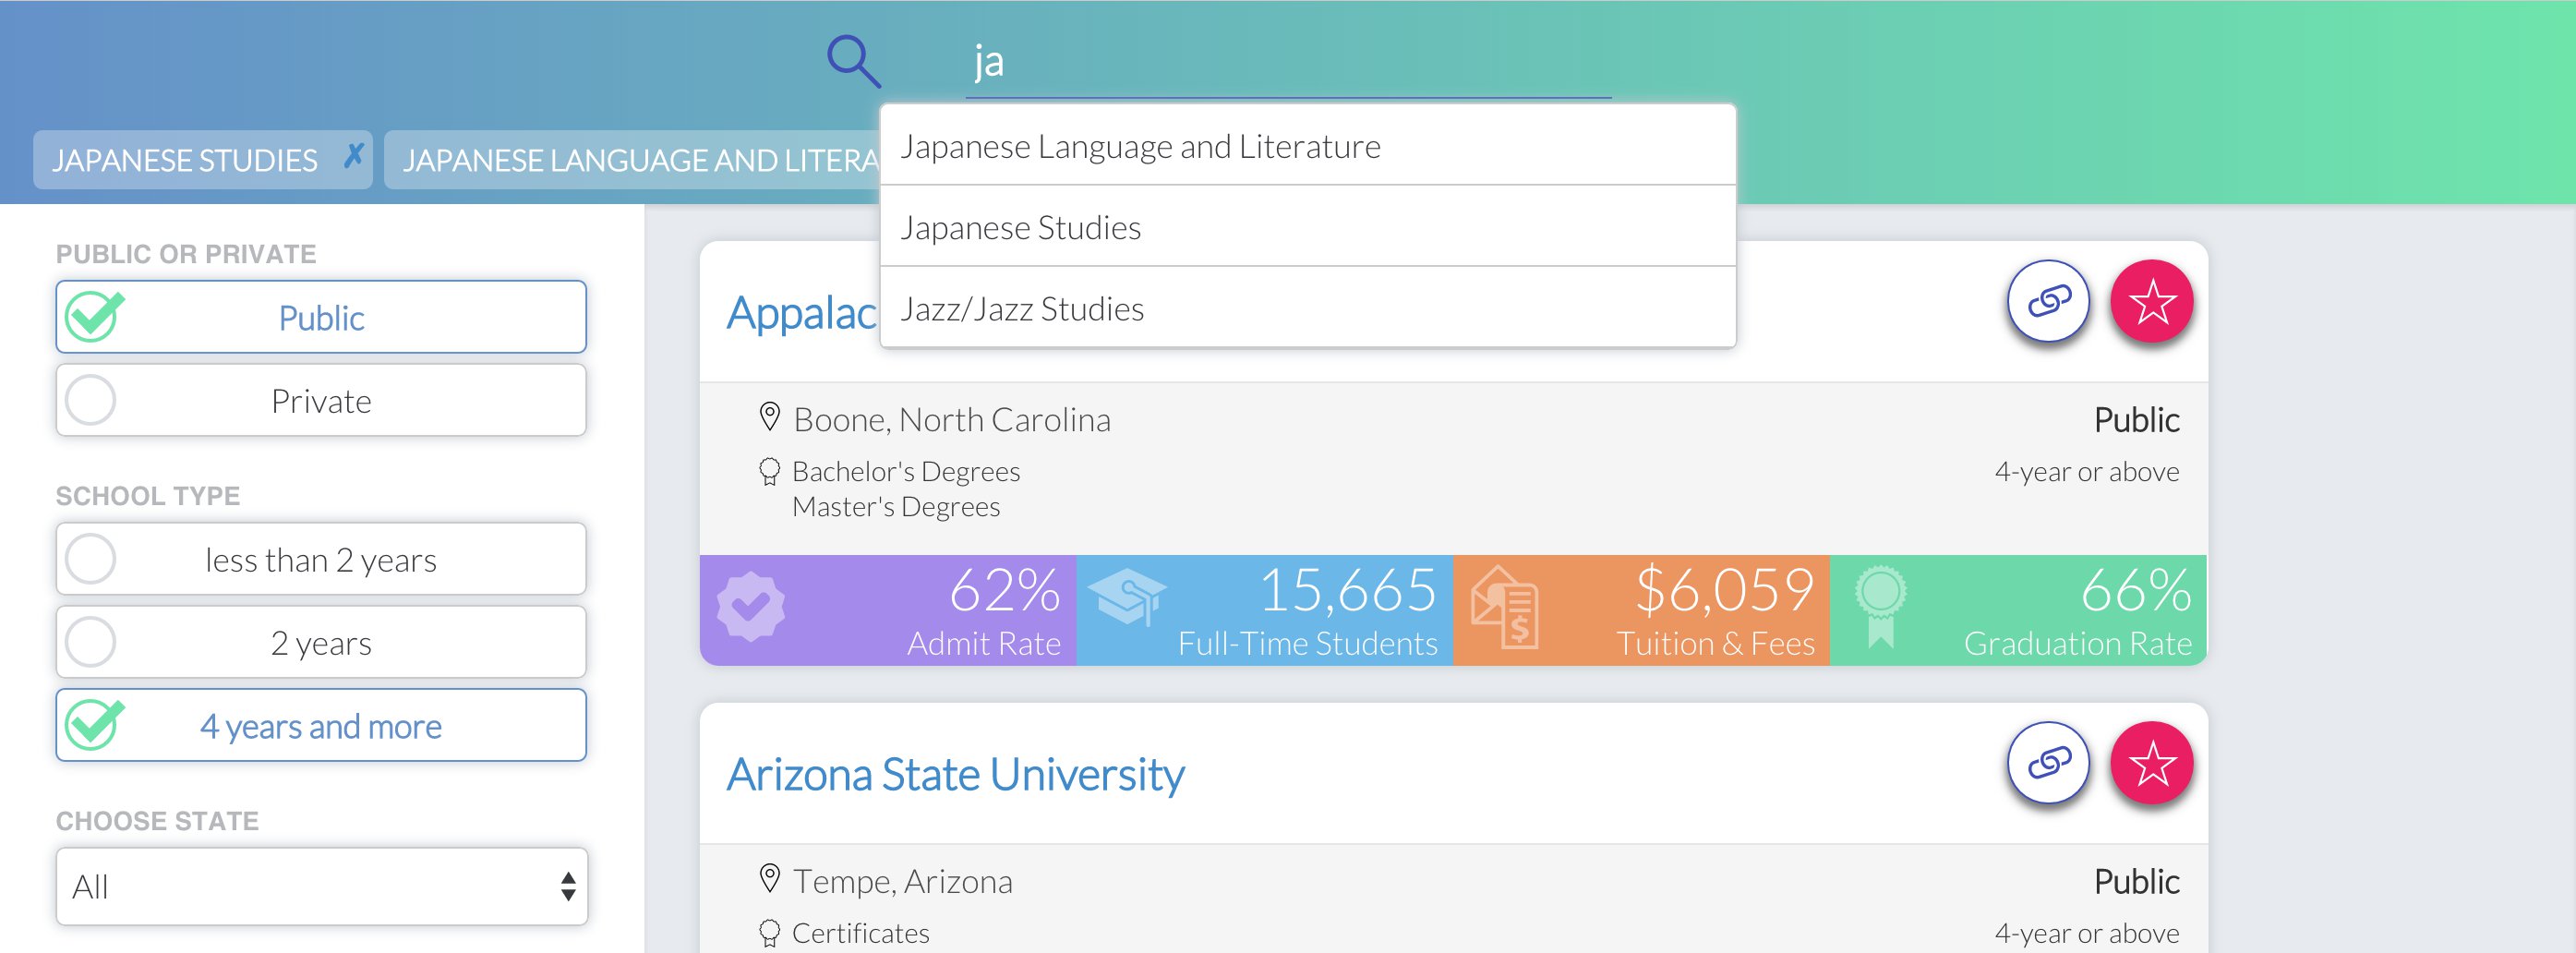 ja
Japanese Language and Literature
Japanese Studies
Jazz/Jazz Studies
JAPANESE STUDIES ✗
JAPANESE LANGUAGE AND LITERA
PUBLIC OR PRIVATE
Public
Private
SCHOOL TYPE
less than 2 years
2 years
4 years and more
CHOOSE STATE
All
Appalac
Boone, North Carolina
Public
Bachelor's Degrees
4-year or above
Master's Degrees
62%
Admit Rate
15,665
Full-Time Students
$6,059
Tuition & Fees
66%
Graduation Rate
Arizona State University
Tempe, Arizona
Public
Certificates
4-year or above